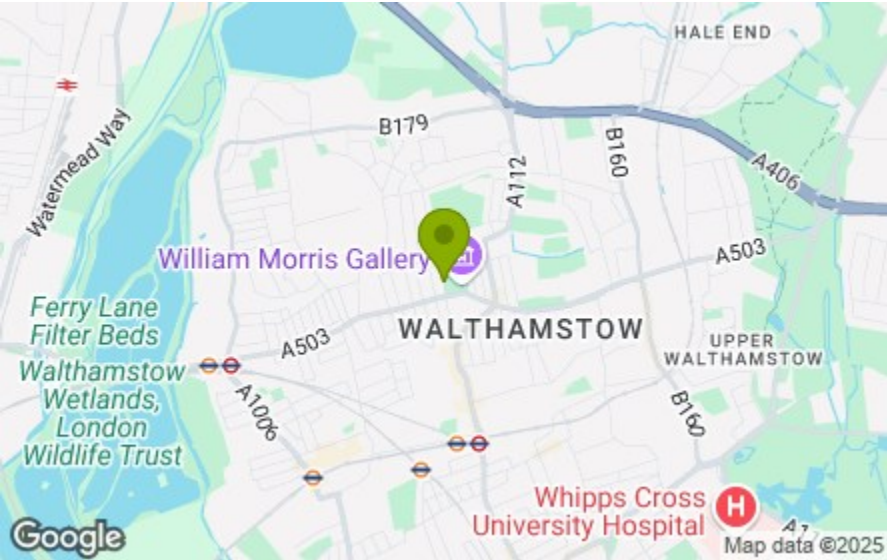 HALE END
Watermead Way
B179
A112
B160
A406
William Morris Gallery
A503
Ferry Lane
Filter Beds
A503
WALTHAMSTOW
UPPER
WALTHAMSTOW
Walthamstow
Wetlands,
London
Wildlife Trust
A1006
B160
Whipps Cross
University Hospital
H
Google
Map data ©2025